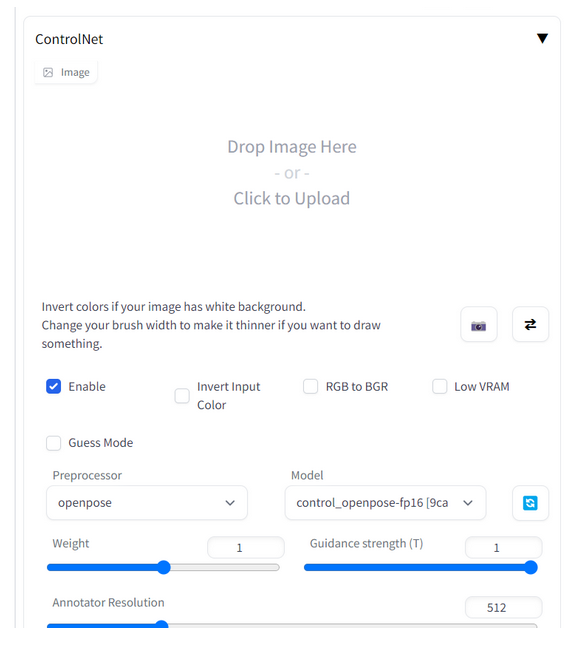 ControlNet
Image
Drop Image Here
- or -
Click to Upload
Invert colors if your image has white background.
Change your brush width to make it thinner if you want to draw
something.
Enable
Invert Input
Color
RGB to BGR
Low VRAM
Guess Mode
Preprocessor
Model
openpose
control_openpose-fp16 [9ca
Weight
1
Guidance strength (T)
1
Annotator Resolution
512